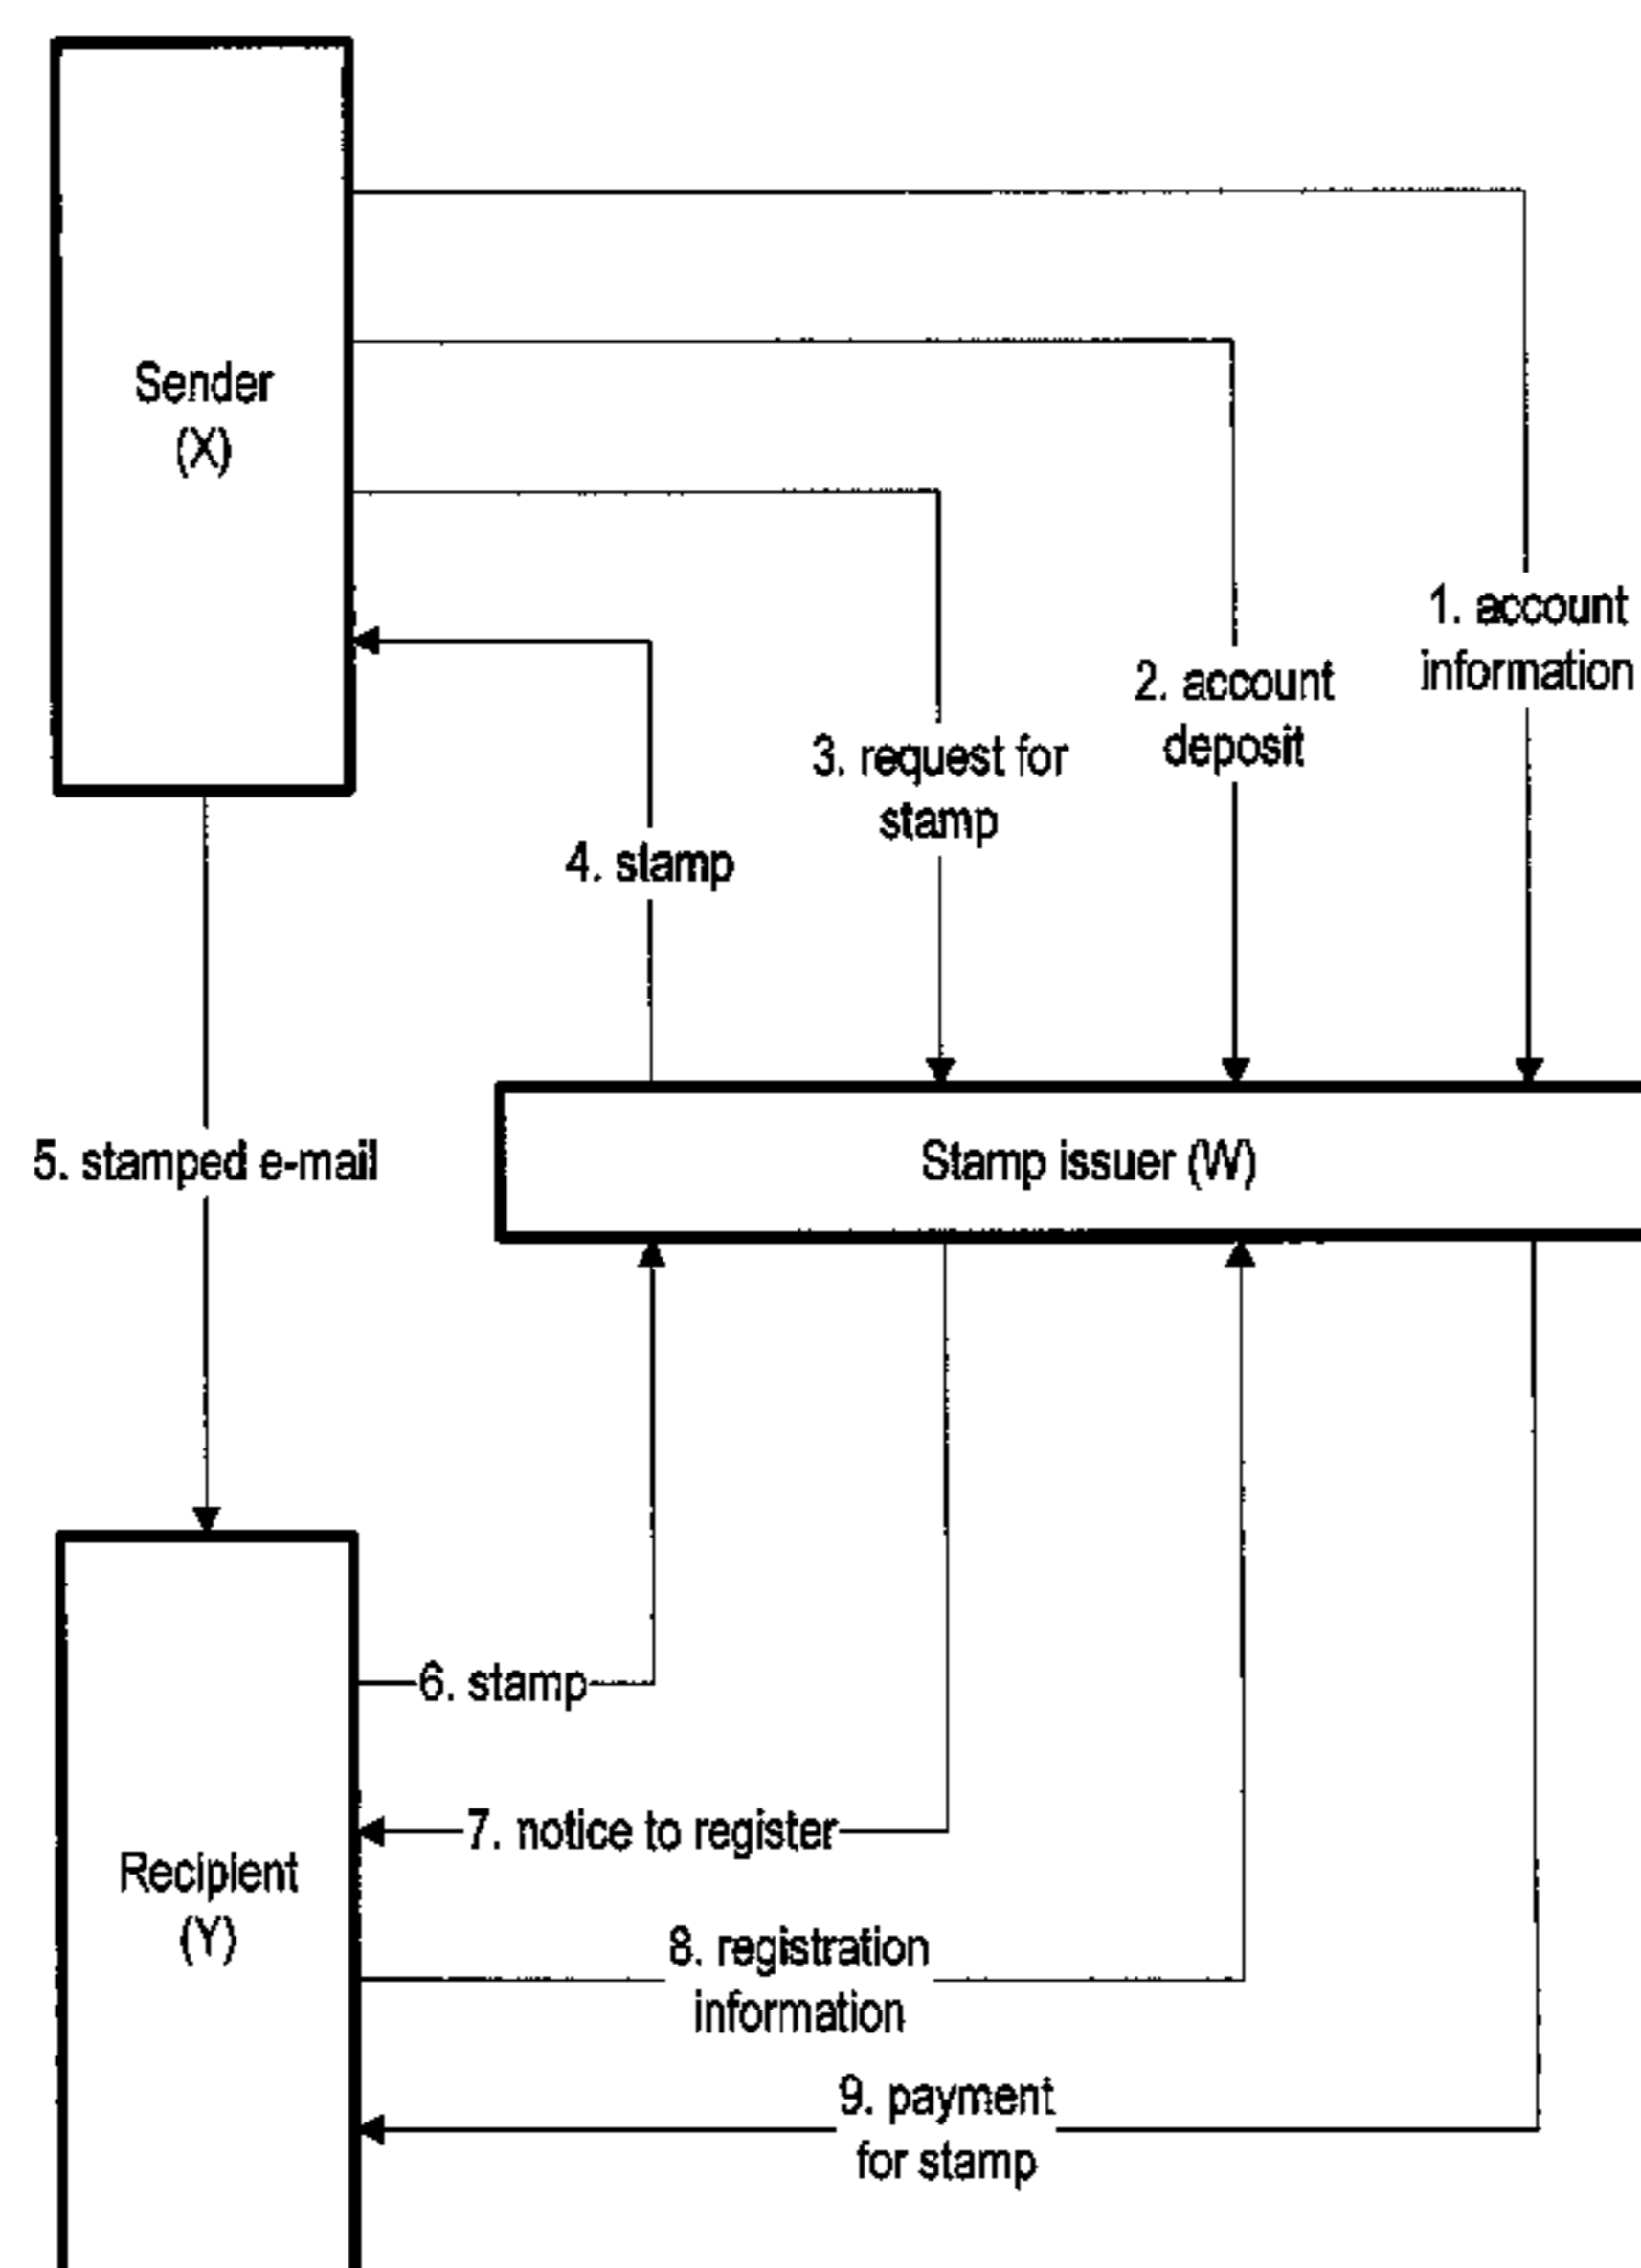 Sender
(X)
1. account
information
2. account
deposit
3. request for
stamp
4. stamp
5. stamped e-mail
Stamp issuer (W)
6. stamp
7. notice to register
Recipient
(Y)
8. registration
information
9. payment
for stamp